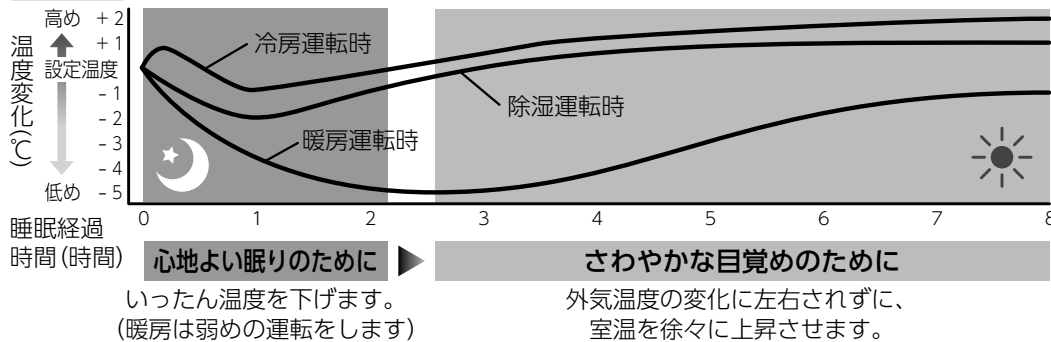 高め
+2
+1
設定温度
-1
-2
-3
-4
低め
-5
温度変化(℃)
冷房運転時
除湿運転時
暖房運転時
睡眠経過
時間(時間)
0 1 2 3 4 5 6 7 8
心地よい眠りのために
さわやかな目覚めのために
いったん温度を下げます。
(暖房は弱めの運転をします)
外気温度の変化に左右されずに、
室温を徐々に上昇させます。